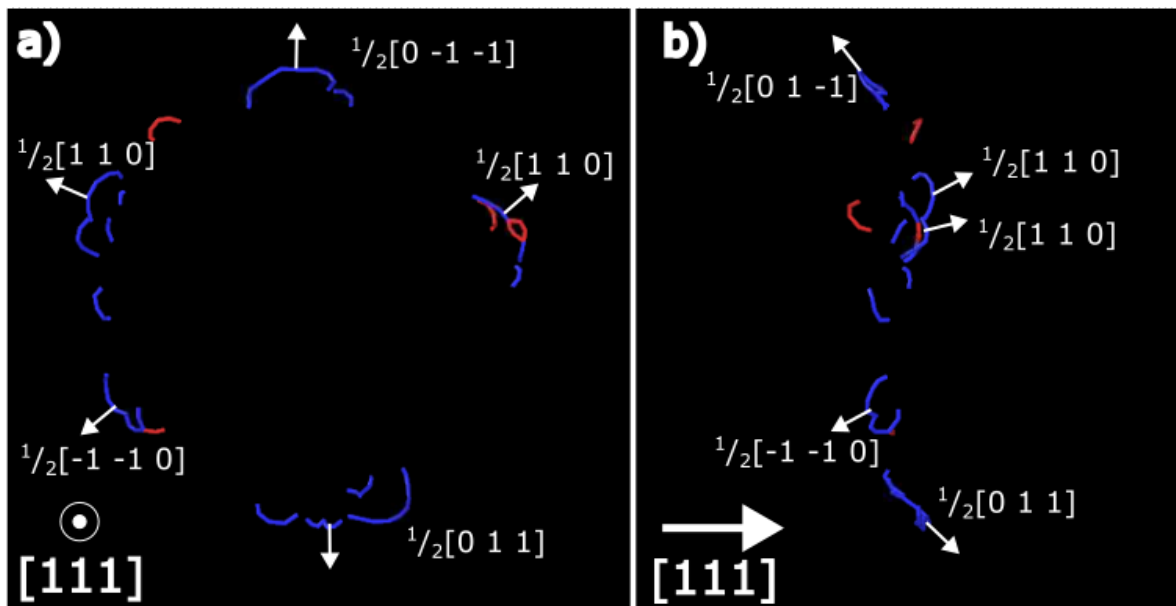 a)
¹/₂[0 -1 -1]
¹/₂[1 1 0]
¹/₂[1 1 0]
¹/₂[-1 -1 0]
¹/₂[0 1 1]
[111]
b)
¹/₂[0 1 -1]
¹/₂[1 1 0]
¹/₂[1 1 0]
¹/₂[-1 -1 0]
¹/₂[0 1 1]
[111]